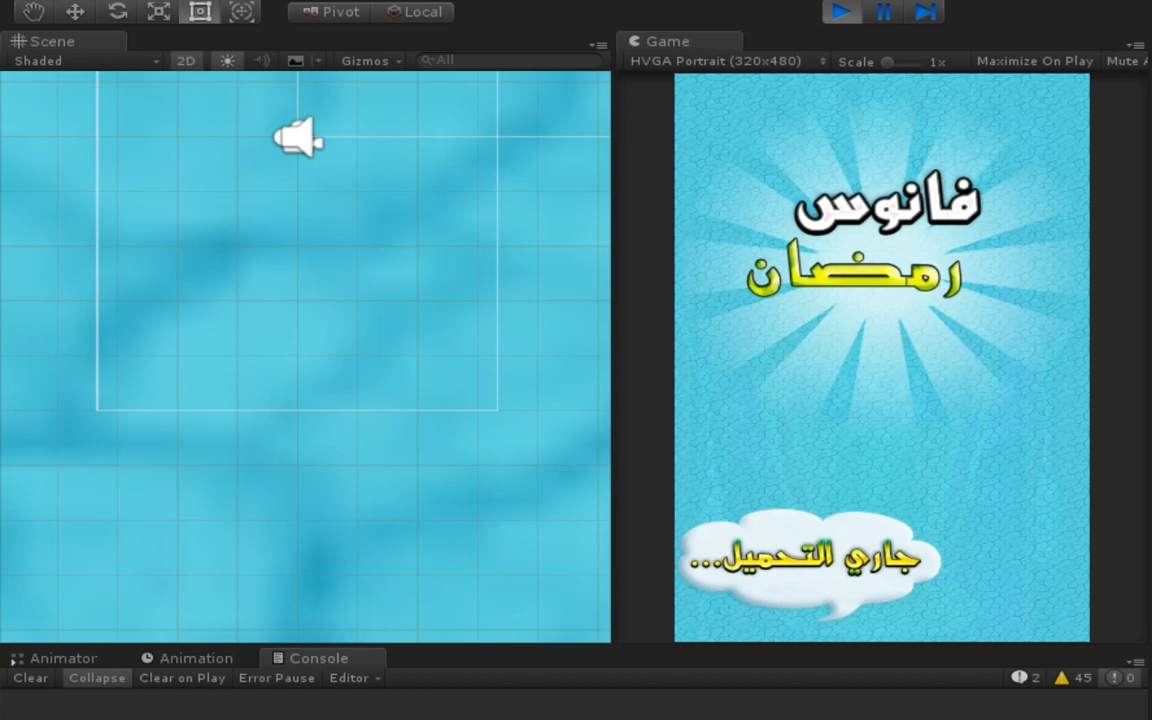 Pivot Local
Scene
Shaded 2D Gizmos All
Game
HVGA Portrait (320x480) Scale 1x Maximize On Play Mute A
فانوس
رمضان
جاري التحميل...
Animator Animation Console
Clear Collapse Clear on Play Error Pause Editor 2 45 0